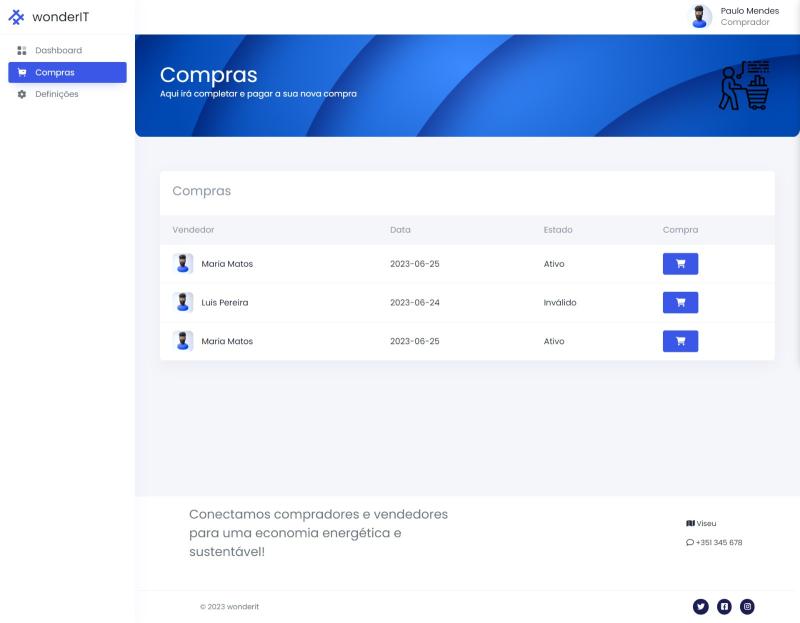 wonderIT
Paulo Mendes
Comprador
Dashboard
Compras
Definições
Compras
Aqui irá completar e pagar a sua nova compra
Compras
Vendedor Data Estado Compra
Maria Matos 2023-06-25 Ativo
Luis Pereira 2023-06-24 Inválido
Maria Matos 2023-06-25 Ativo
Conectamos compradores e vendedores
para uma economia energética e
sustentável!
Viseu
+351 345 678
© 2023 wonderit